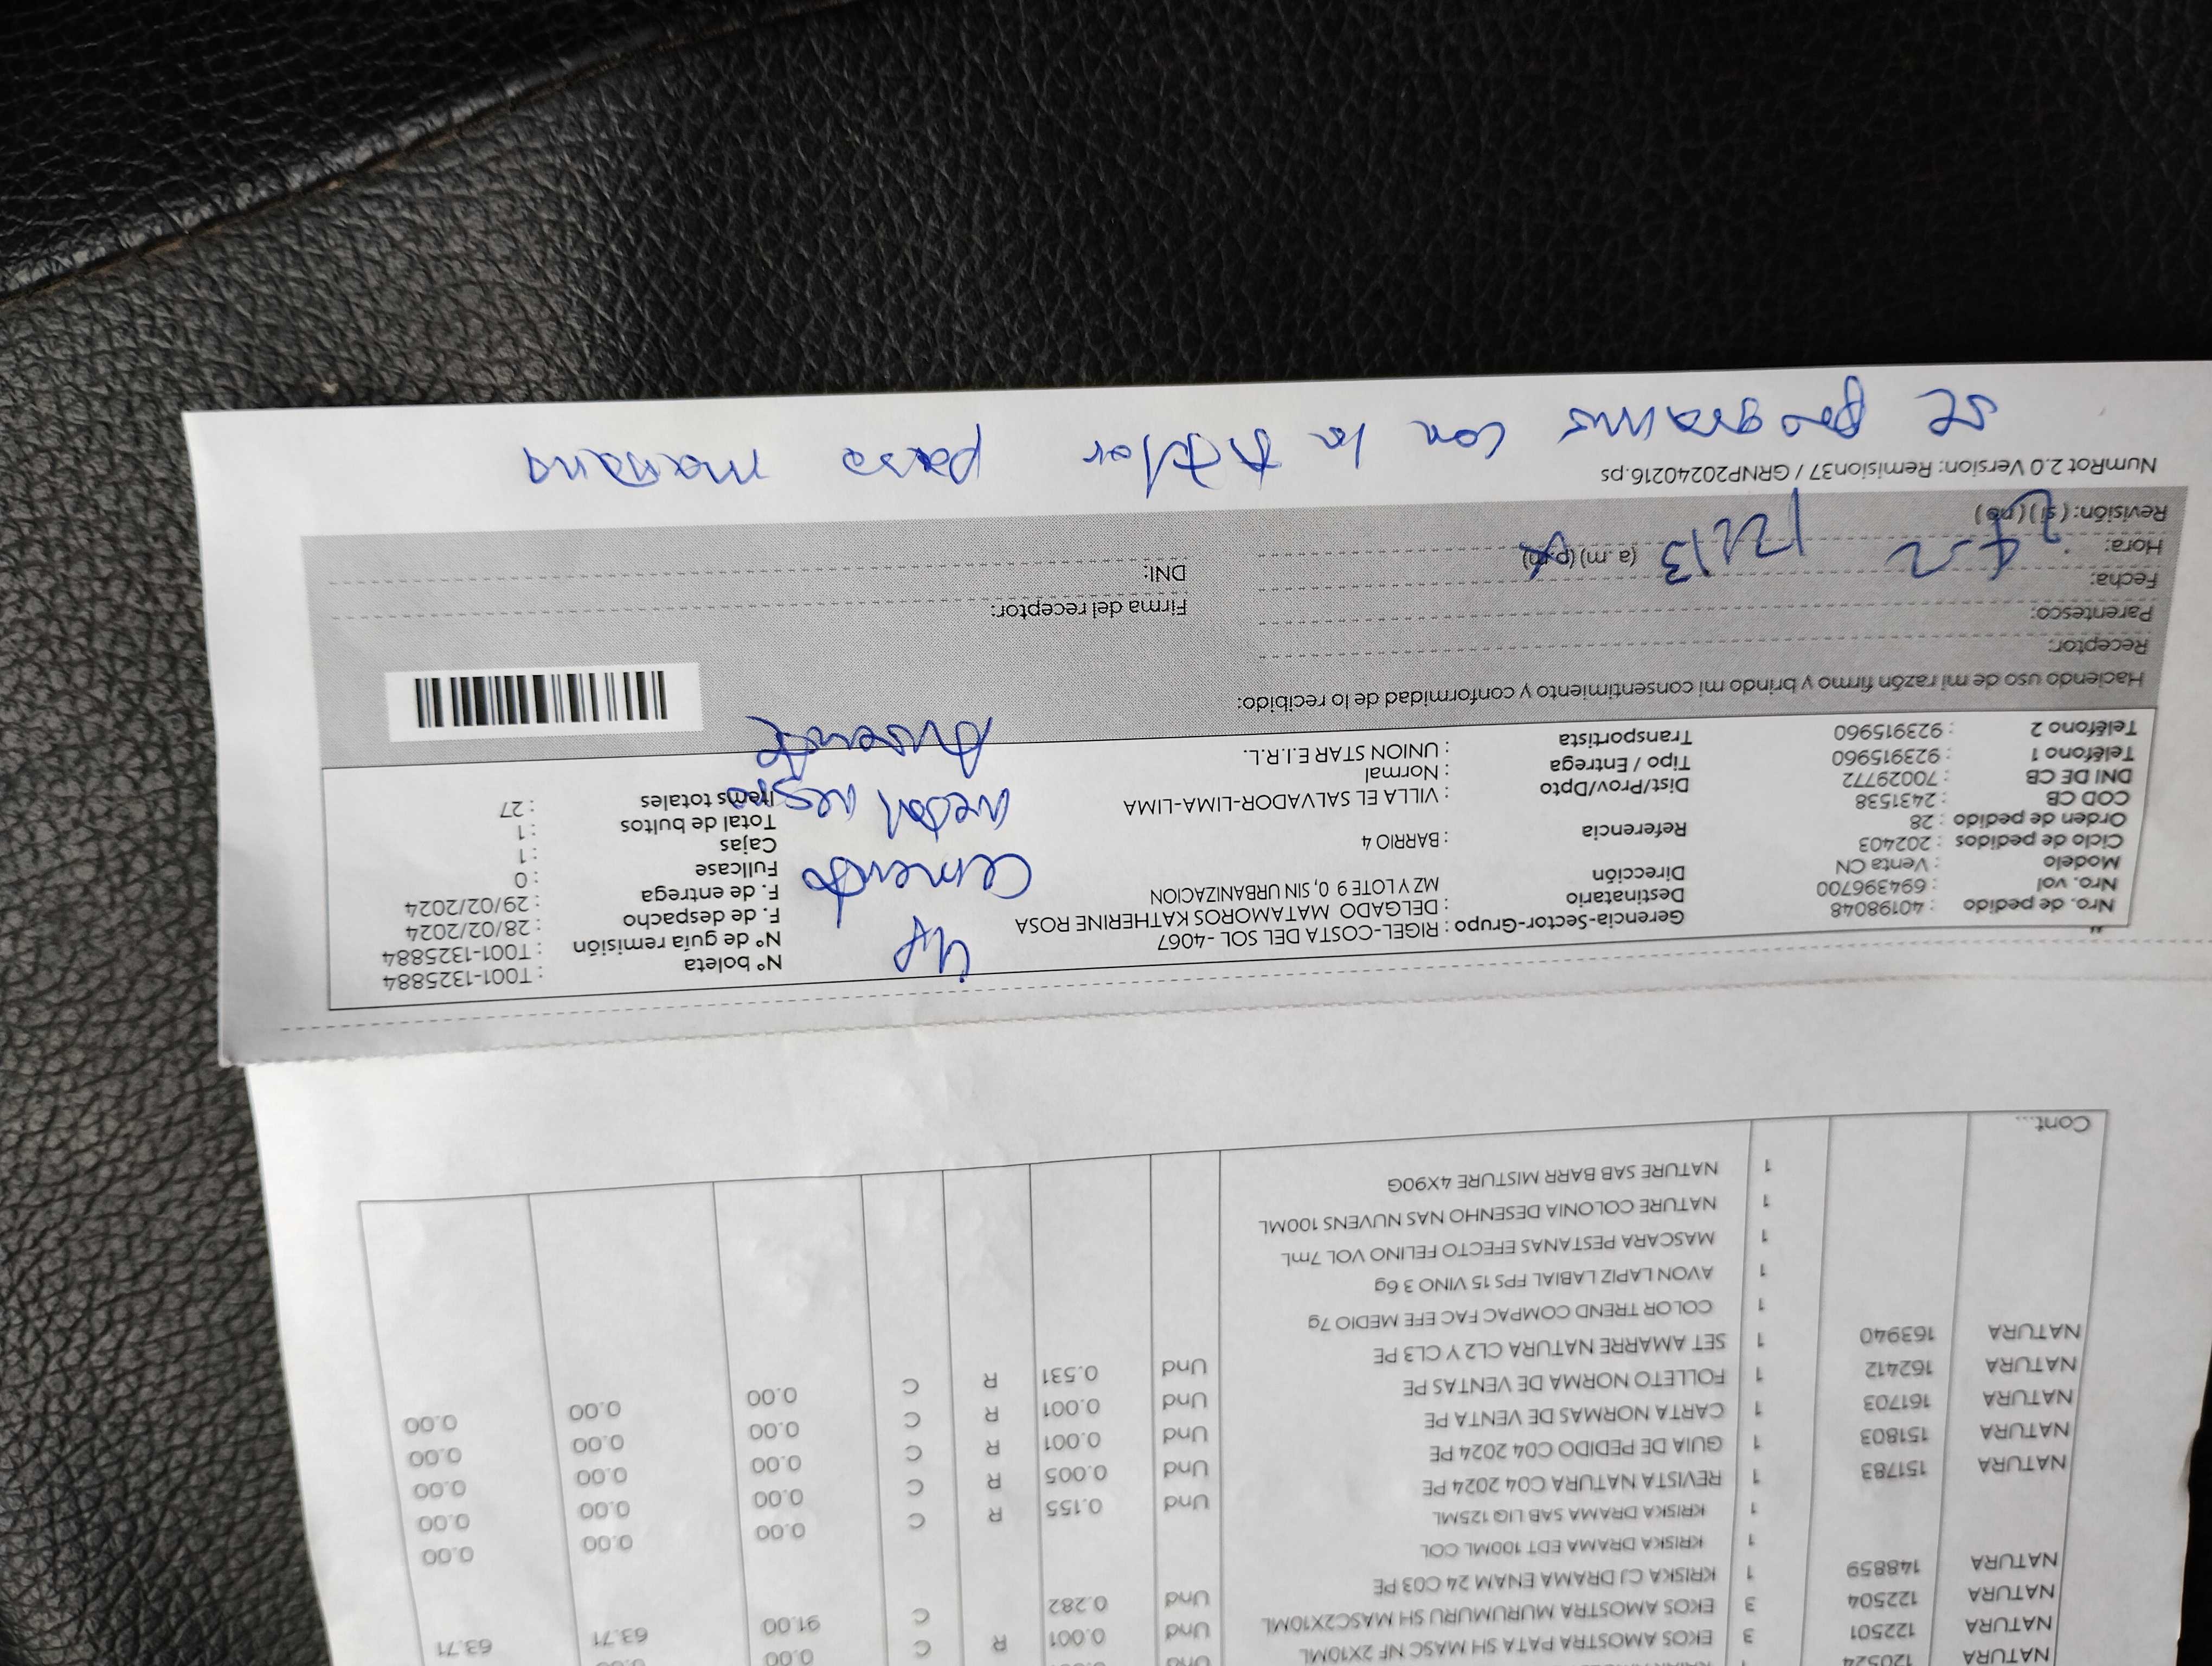 NATURA 120524 1
NATURA 122501 3 EKOS AMOSTRA PATA SH MASC NF 2X10ML Und
NATURA 122504 3 EKOS AMOSTRA MURUMURU SH MASC2X10ML Und 0.001 R C 0.00
NATURA 148859 1 KRISKA CJ DRAMA ENAM 24 C03 PE Und 0.282 C 91.00 63.71 63.71
1 KRISKA DRAMA EDT 100ML COL
1 KRISKA DRAMA SAB LIQ 125ML
NATURA 151783 1 REVISTA NATURA C04 2024 PE Und 0.155 R C 0.00 0.00 0.00
NATURA 151803 1 GUIA DE PEDIDO C04 2024 PE Und 0.005 R C 0.00 0.00 0.00
NATURA 161703 1 CARTA NORMAS DE VENTA PE Und 0.001 R C 0.00 0.00 0.00
NATURA 162412 1 FOLLETO NORMA DE VENTAS PE Und 0.001 R C 0.00 0.00 0.00
NATURA 163940 1 SET AMARRE NATURA CL2 Y CL3 PE Und 0.531 R C 0.00 0.00 0.00
1 COLOR TREND COMPAC FAC EFE MEDIO 7g
1 AVON LAPIZ LABIAL FPS 15 VINO 3 6g
1 MASCARA PESTANAS EFECTO FELINO VOL 7mL
1 NATURE COLONIA DESENHO NAS NUVENS 100ML
1 NATURE SAB BARR MISTURE 4X90G
Cont...
Nro. de pedido : 40198048
Nro. vol : 694396700
Modelo : Venta CN
Ciclo de pedidos : 202403
Orden de pedido : 28
COD CB : 2431538
DNI DE CB : 70029772
Teléfono 1 : 923915960
Teléfono 2 : 923915960
Gerencia-Sector-Grupo : RIGEL-COSTA DEL SOL - 4067
Destinatario : DELGADO MATAMOROS KATHERINE ROSA
Dirección MZ Y LOTE 9 0, SIN URBANIZACION
Referencia : BARRIO 4
Dist/Prov/Dpto : VILLA EL SALVADOR-LIMA-LIMA
Tipo / Entrega : Normal
Transportista : UNION STAR E.I.R.L.
Cemento
metal negro
Ausente
N° boleta : T001-1325884
N° de guía remisión : T001-1325884
F. de despacho : 28/02/2024
F. de entrega : 29/02/2024
Fullcase : 0
Cajas : 1
Total de bultos : 1
Items totales : 27
Haciendo uso de mi razón firmo y brindo mi consentimiento y conformidad de lo recibido:
Receptor:
Parentesco:
Fecha:
Hora: 12:13 (a .m) (p.m)
Revisión: ( si ) ( no )
Firma del receptor:
DNI:
NumRot 2.0 Version: Remision37 / GRNP20240216.ps
se programo con la titular para mañana